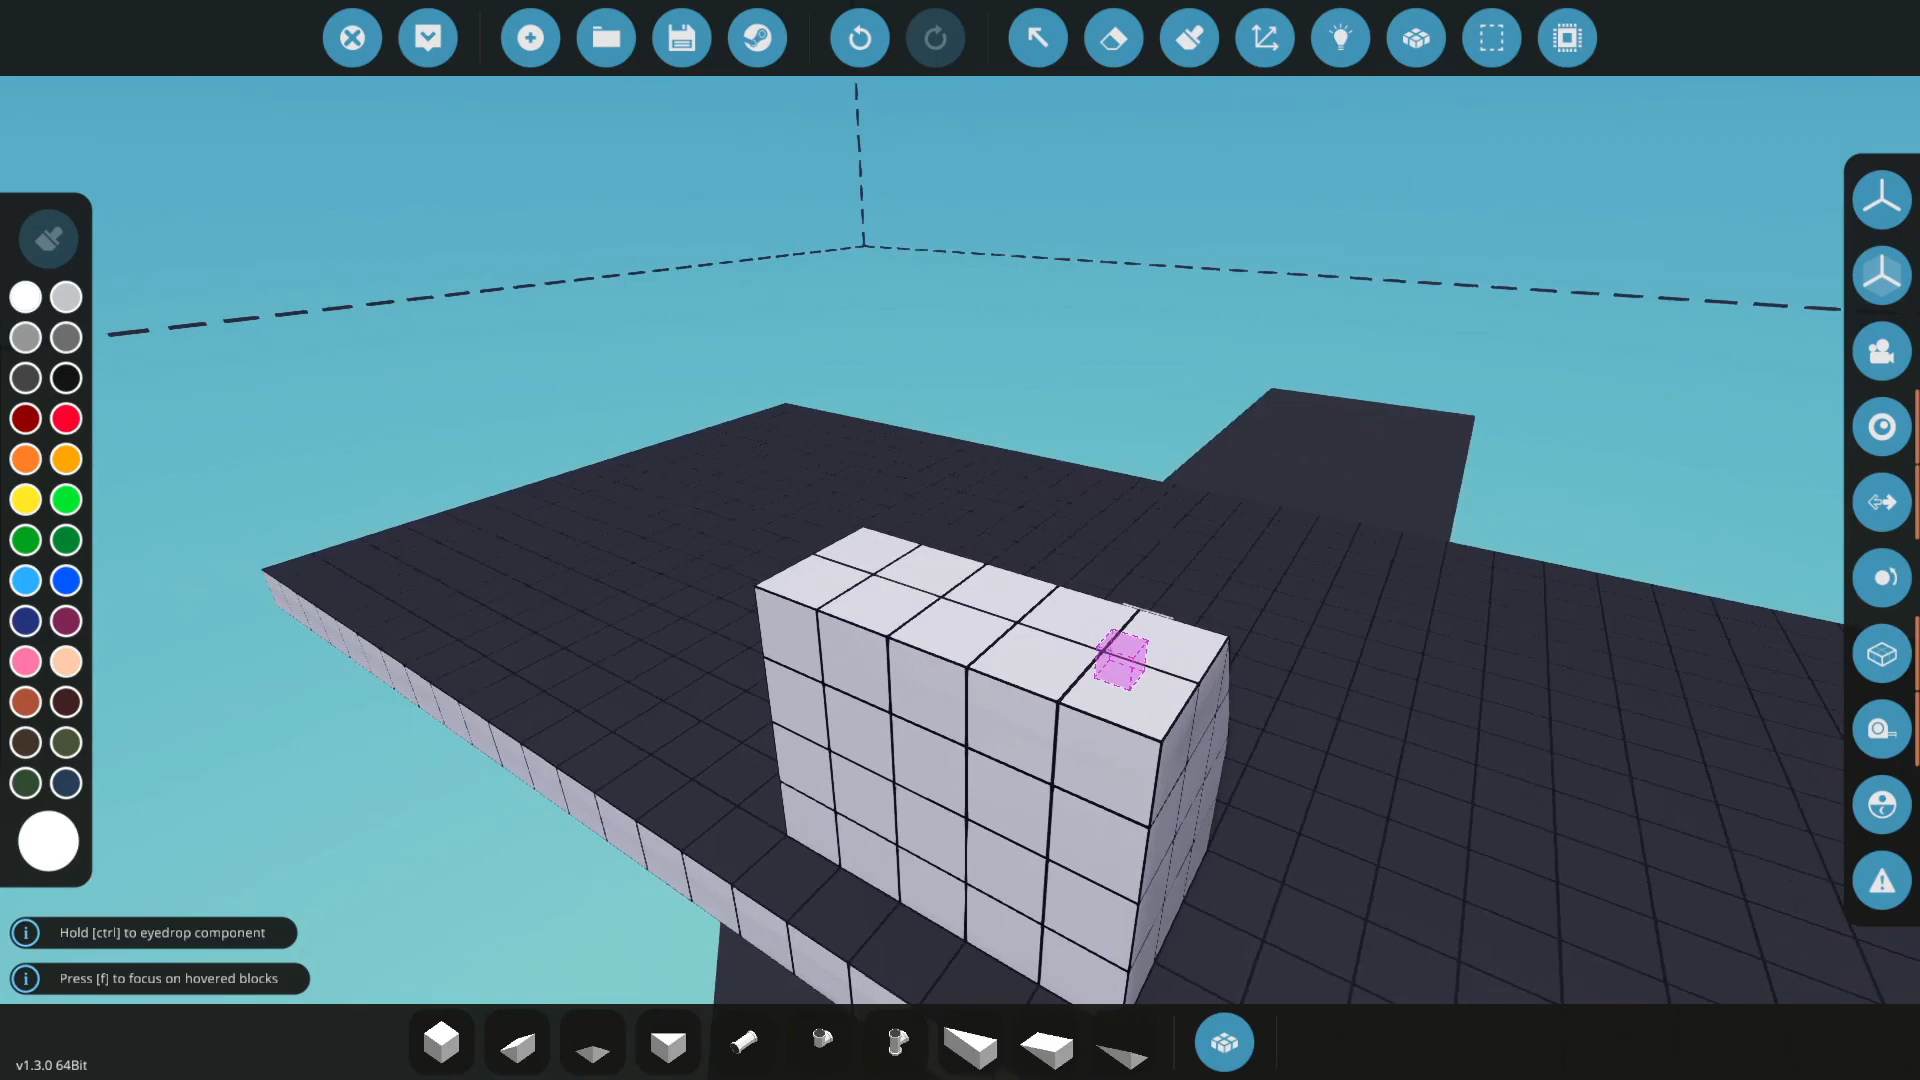 Hold [ctrl] to eyedrop component
Press [f] to focus on hovered blocks
v1.3.0 64Bit